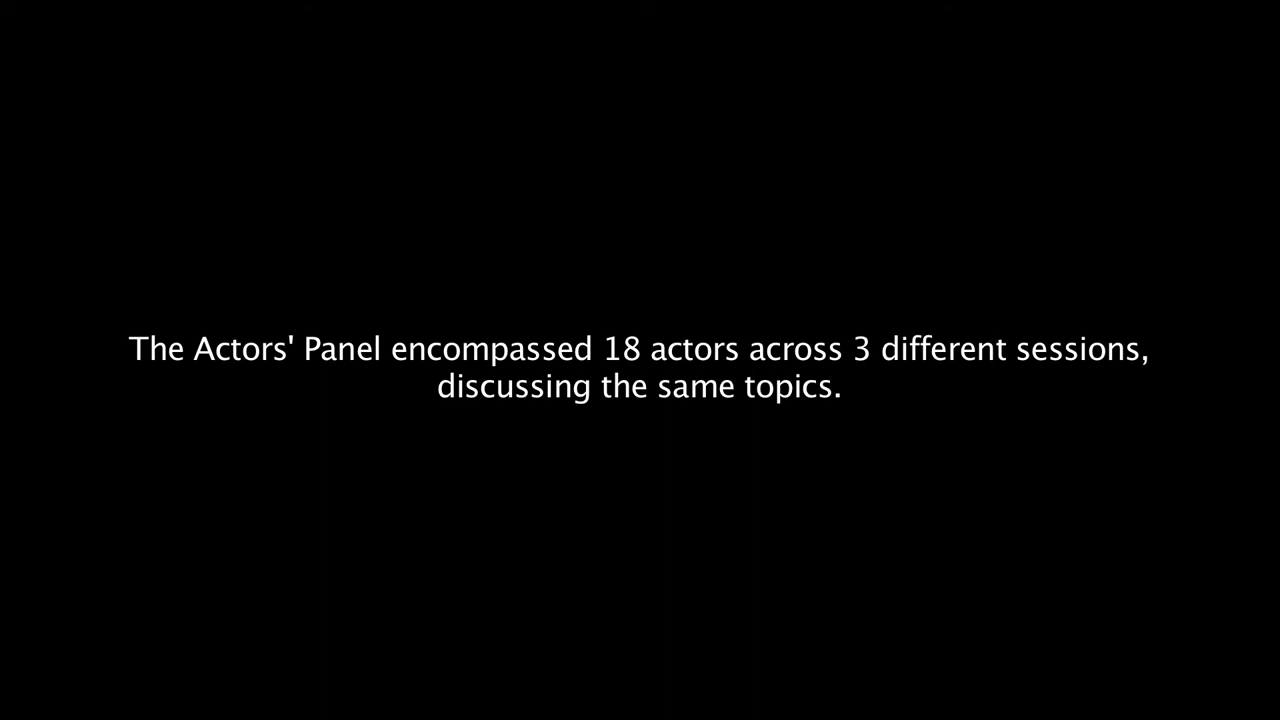 The Actors' Panel encompassed 18 actors across 3 different sessions,
discussing the same topics.